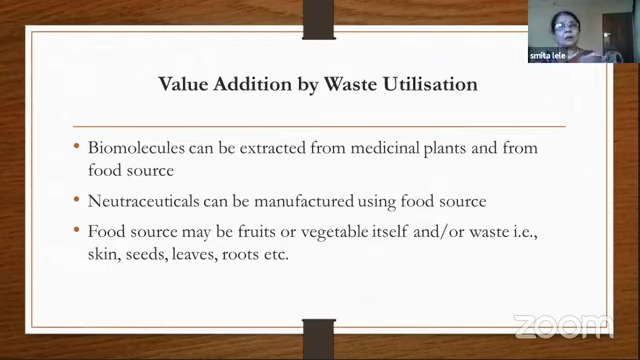 smita lele
Value Addition by Waste Utilisation
• Biomolecules can be extracted from medicinal plants and from
food source
• Neutraceuticals can be manufactured using food source
• Food source may be fruits or vegetable itself and/or waste i.e.,
skin, seeds, leaves, roots etc.
zoom